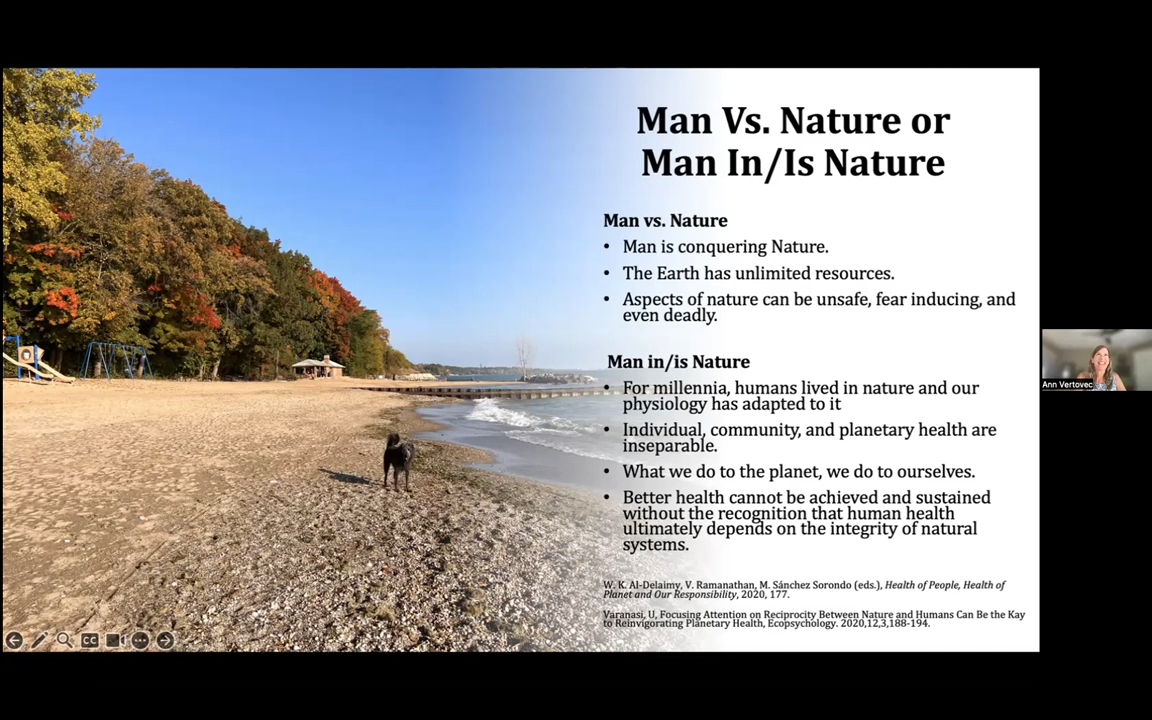 Man Vs. Nature or
Man In/Is Nature
Man vs. Nature
• Man is conquering Nature.
• The Earth has unlimited resources.
• Aspects of nature can be unsafe, fear inducing, and
even deadly.
Man in/is Nature
• For millennia, humans lived in nature and our
physiology has adapted to it
• Individual, community, and planetary health are
inseparable.
• What we do to the planet, we do to ourselves.
• Better health cannot be achieved and sustained
without the recognition that human health
ultimately depends on the integrity of natural
systems.
W. K. Al-Delaimy, V. Ramanathan, M. Sánchez Sorondo (eds.), Health of People, Health of
Planet and Our Responsibility, 2020, 177.
Varanasi, U, Focusing Attention on Reciprocity Between Nature and Humans Can Be the Kay
to Reinvigorating Planetary Health, Ecopsychology. 2020,12,3,188-194.
Ann Vertovec
CC